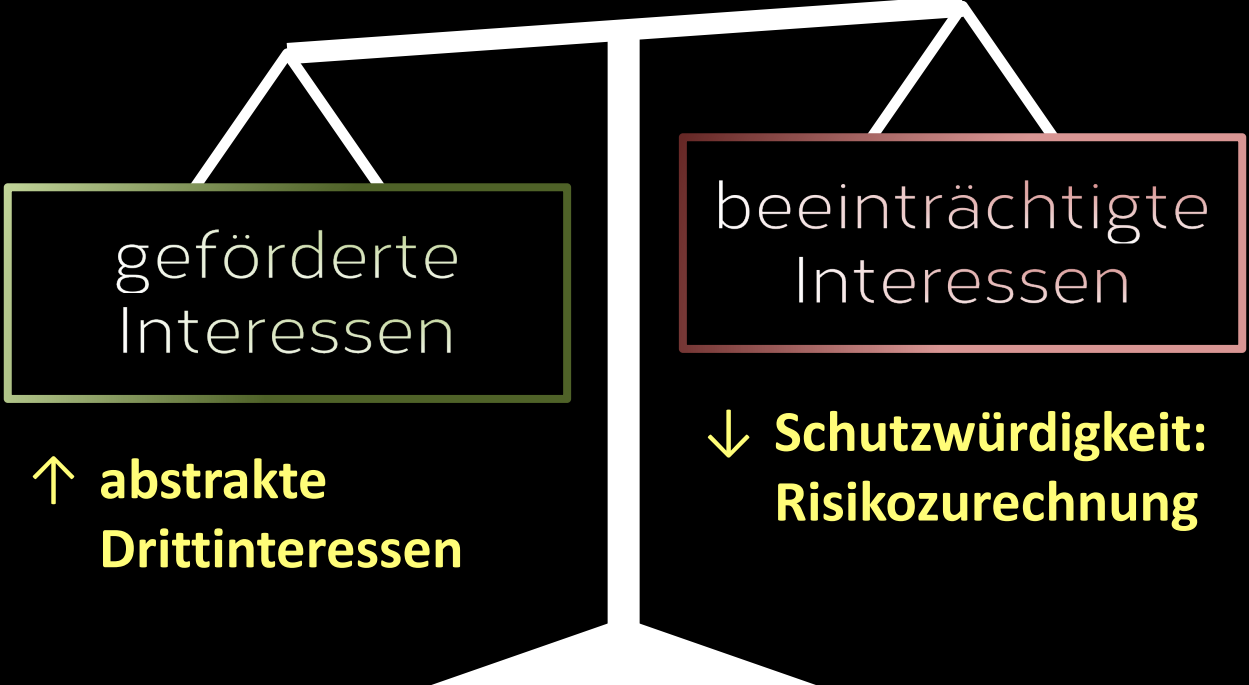 geförderte
Interessen
↑ abstrakte
Drittinteressen
beeinträchtigte
Interessen
↓ Schutzwürdigkeit:
Risikozurechnung